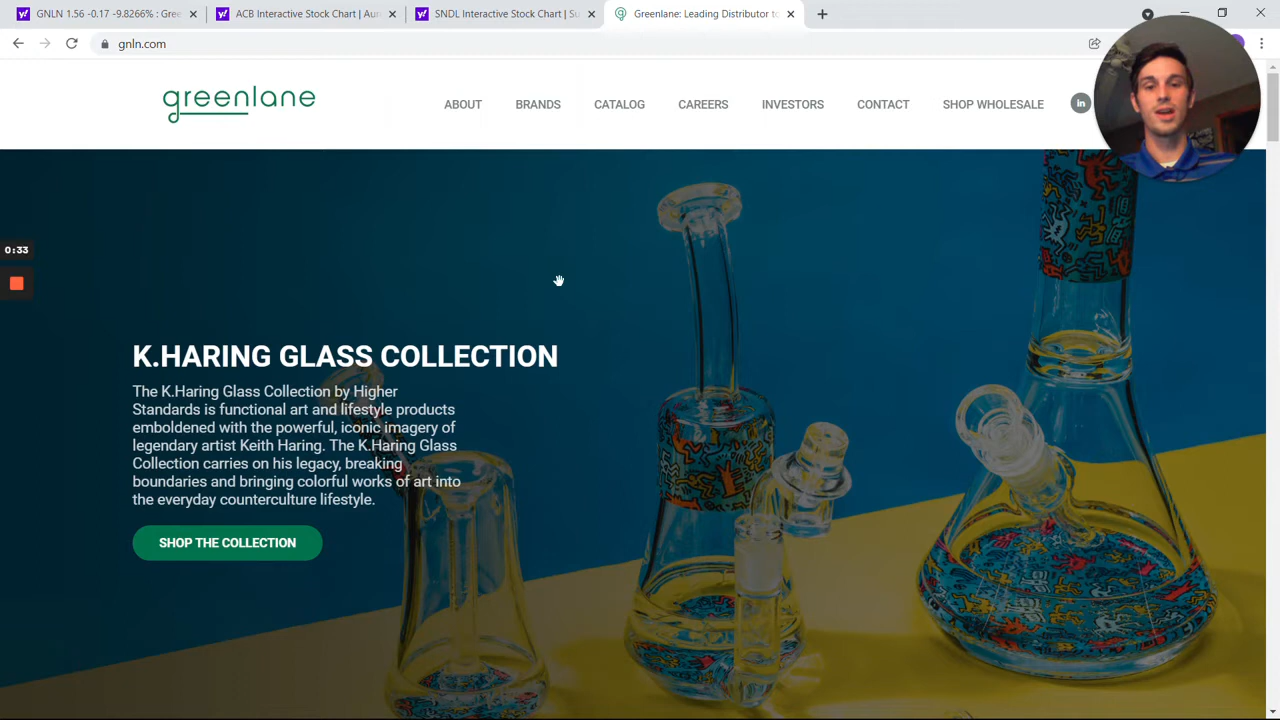 GNLN 1.56 -0.17 -9.8266% : Gree
ACB Interactive Stock Chart | Aur
SNDL Interactive Stock Chart | Su
Greenlane: Leading Distributor to
gnln.com
greenlane
ABOUT
BRANDS
CATALOG
CAREERS
INVESTORS
CONTACT
SHOP WHOLESALE
in
0:33
K.HARING GLASS COLLECTION
The K.Haring Glass Collection by Higher
Standards is functional art and lifestyle products
emboldened with the powerful, iconic imagery of
legendary artist Keith Haring. The K.Haring Glass
Collection carries on his legacy, breaking
boundaries and bringing colorful works of art into
the everyday counterculture lifestyle.
SHOP THE COLLECTION